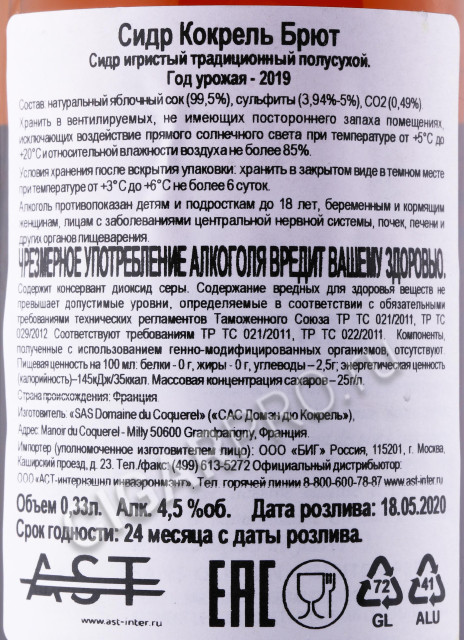 Сидр Кокрель Брют
Сидр игристый традиционный полусухой.
Год урожая - 2019
Состав: натуральный яблочный сок (99,5%), сульфиты (3,94%-5%), CO2 (0,49%)
Хранить в вентилируемых, не имеющих постороннего запаха помещениях,
исключающих воздействие прямого солнечного света при температуре от +5°C до
+20°C и относительной влажности воздуха не более 85%.
Условия хранения после вскрытия упаковки: хранить в закрытом виде в темном месте
при температуре от +3°C до +6°C не более 6 суток.
Алкоголь противопоказан детям и подросткам до 18 лет, беременным и кормящим
женщинам, лицам с заболеваниями центральной нервной системы, почек, печени и
других органов пищеварения.
ЧРЕЗМЕРНОЕ УПОТРЕБЛЕНИЕ АЛКОГОЛЯ ВРЕДИТ ВАШЕМУ ЗДОРОВЬЮ.
Содержит консервант диоксид серы. Содержание вредных для здоровья веществ не
превышает допустимые уровни, определяемые в соответствии с обязательными
требованиями технических регламентов Таможенного Союза ТР ТС 021/2011, ТР ТС
029/2012 Соответствуют требованиям ТР ТС 021/2011, ТР ТС 022/2011. Компоненты,
полученные с использованием генно-модифицированных организмов, отсутствуют.
Пищевая ценность на 100 мл: белки - 0 г, жиры - 0 г, углеводы – 2,5г; энергетическая ценность
(калорийность)–145кДж/35ккал. Массовая концентрация сахаров – 25г/л.
Страна происхождения: Франция.
Изготовитель: «SAS Domaine du Coquerel» («САС Домэн дю Кокрель»),
Адрес: Manoir du Coquerel - Milly 50600 Grandparigny, Франция.
Импортер (уполномоченное изготовителем лицо): ООО «БИГ» Россия, 115201, г. Москва,
Каширский проезд, д. 23. Тел./факс: (499) 613-5272 Официальный дистрибьютор:
ООО «АСТ-интернэшнл инваэронмэнт». Тел. горячей линии 8-800-600-78-87 www.ast-inter.ru
Объем 0,33л. Алк. 4,5 %об. Дата розлива: 18.05.2020
Срок годности: 24 месяца с даты розлива.
AST
www.ast-inter.ru
EAC
72
GL
41
ALU